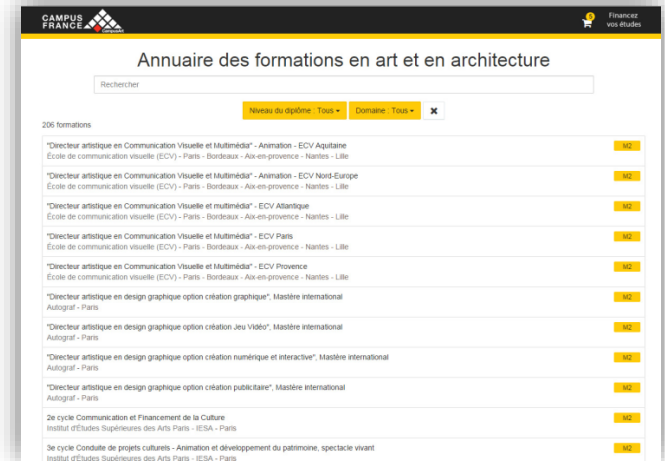 CAMPUS
FRANCE
CampusArt
5
Financez
vos études
Annuaire des formations en art et en architecture
Rechercher
Niveau du diplôme : Tous
Domaine : Tous
206 formations
"Directeur artistique en Communication Visuelle et Multimédia" - Animation - ECV Aquitaine
M2
École de communication visuelle (ECV) - Paris - Bordeaux - Aix-en-provence - Nantes - Lille
"Directeur artistique en Communication Visuelle et Multimédia" - Animation - ECV Nord-Europe
M2
École de communication visuelle (ECV) - Paris - Bordeaux - Aix-en-provence - Nantes - Lille
"Directeur artistique en Communication Visuelle et multimédia" - ECV Atlantique
M2
École de communication visuelle (ECV) - Paris - Bordeaux - Aix-en-provence - Nantes - Lille
"Directeur artistique en Communication Visuelle et Multimédia" - ECV Paris
M2
École de communication visuelle (ECV) - Paris - Bordeaux - Aix-en-provence - Nantes - Lille
"Directeur artistique en Communication Visuelle et Multimédia" - ECV Provence
M2
École de communication visuelle (ECV) - Paris - Bordeaux - Aix-en-provence - Nantes - Lille
"Directeur artistique en design graphique option création graphique", Mastère international
M2
Autograf - Paris
"Directeur artistique en design graphique option création Jeu Vidéo", Mastère international
M2
Autograf - Paris
"Directeur artistique en design graphique option création numérique et interactive", Mastère international
M2
Autograf - Paris
"Directeur artistique en design graphique option création publicitaire", Mastère international
M2
Autograf - Paris
2e cycle Communication et Financement de la Culture
M2
Institut d'Études Supérieures des Arts Paris - IESA - Paris
3e cycle Conduite de projets culturels - Animation et développement du patrimoine, spectacle vivant
M2
Institut d'Études Supérieures des Arts Paris - IESA - Paris